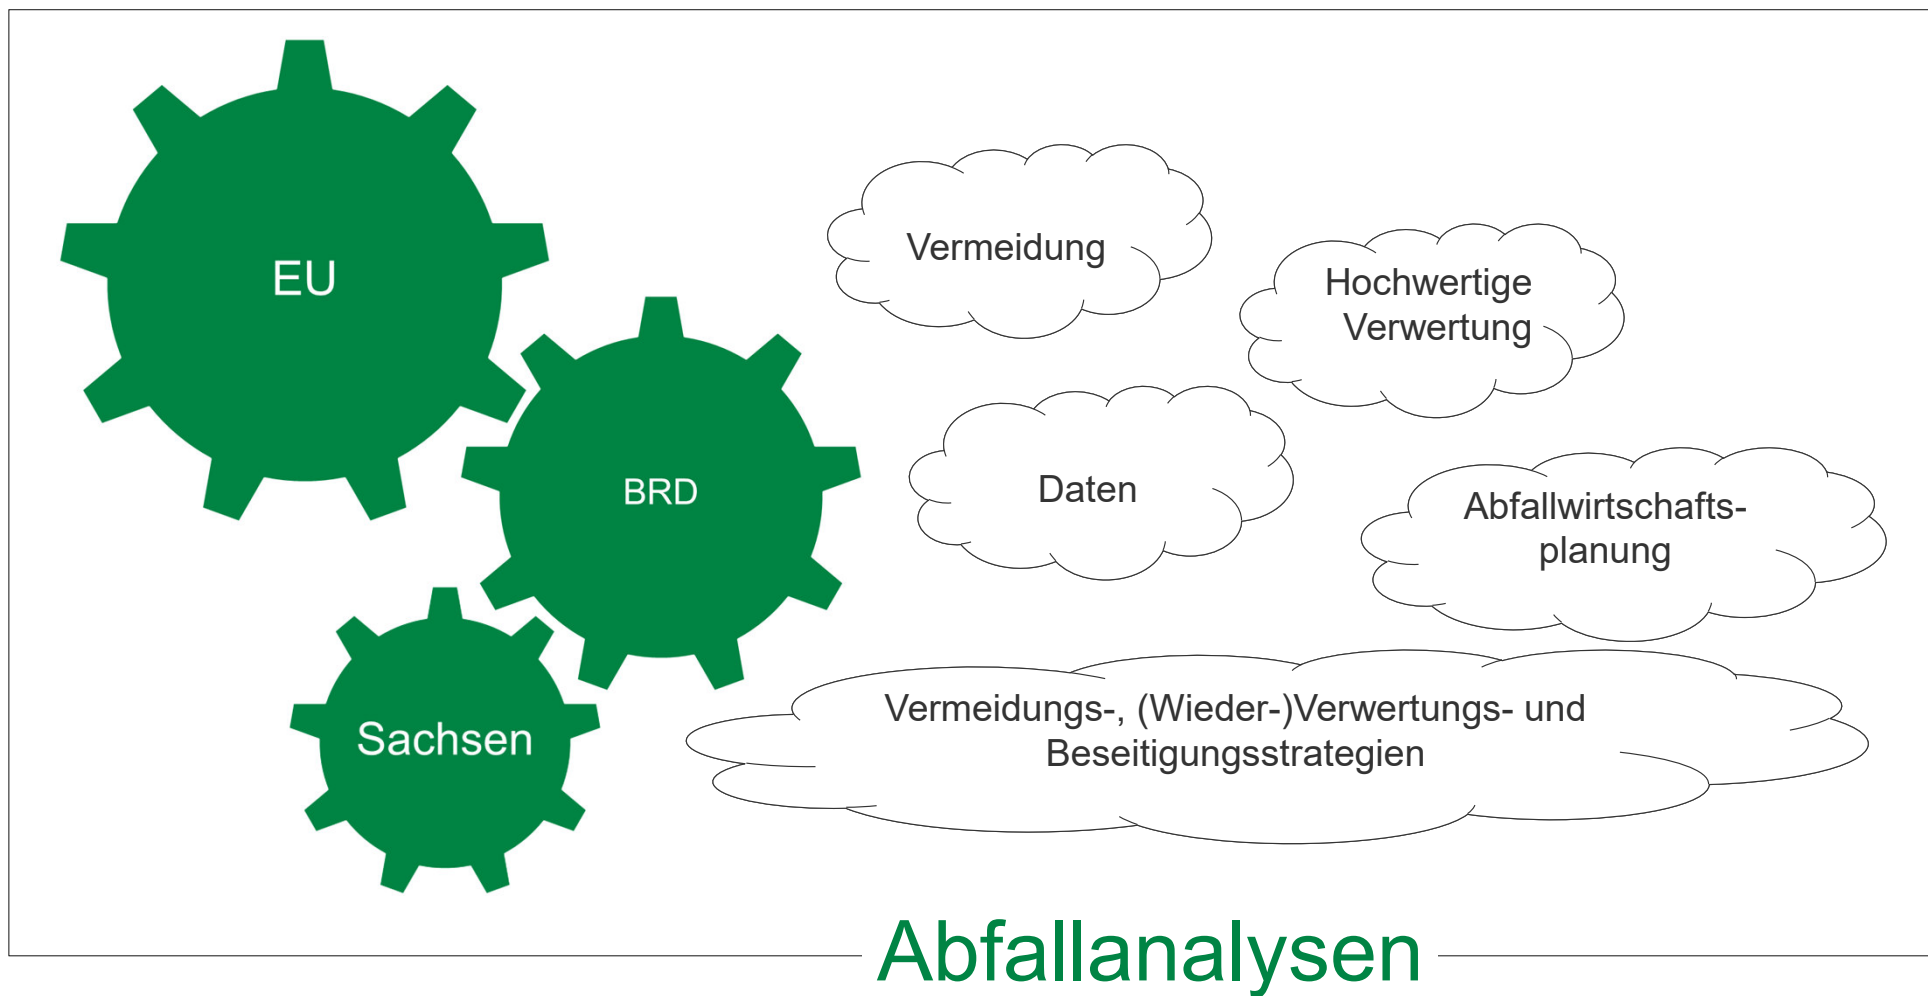 EU
BRD
Sachsen
Vermeidung
Hochwertige
Verwertung
Daten
Abfallwirtschafts-
planung
Vermeidungs-, (Wieder-)Verwertungs- und
Beseitigungsstrategien
Abfallanalysen